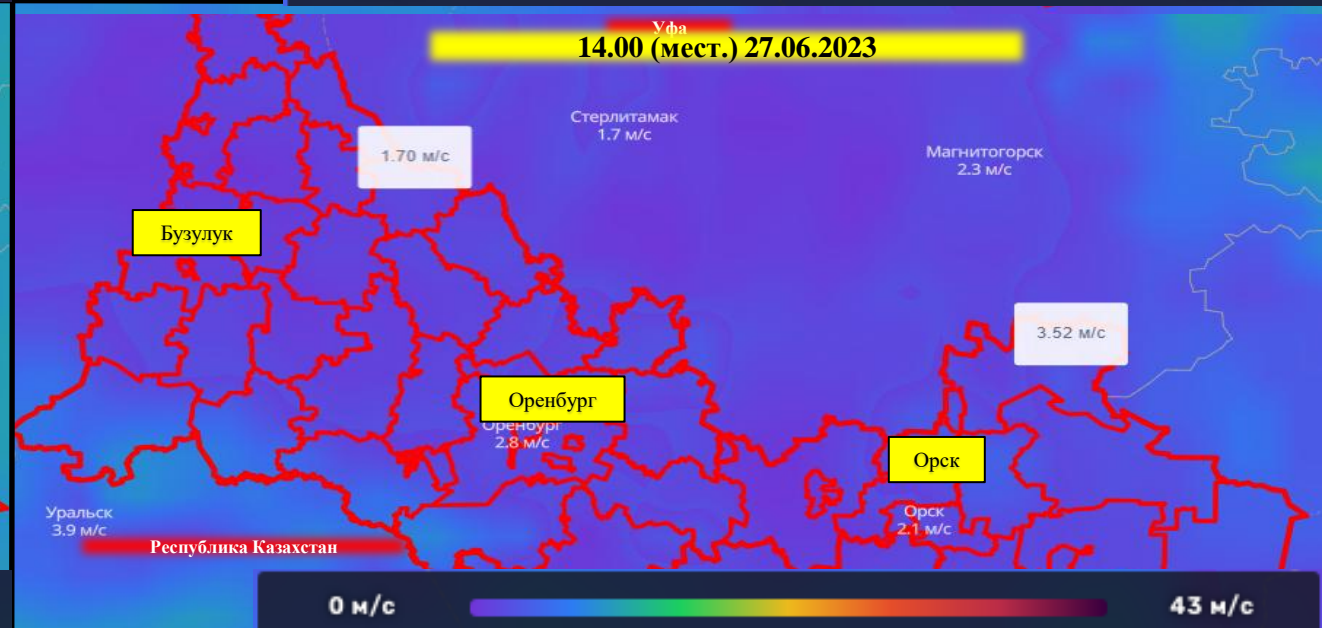 Уфа
14.00 (мест.) 27.06.2023
Стерлитамак
1.7 м/с
1.70 м/с
Магнитогорск
2.3 м/с
Бузулук
3.52 м/с
Оренбург
Оренбург
2.8 м/с
Орск
Уральск
3.9 м/с
Орск
2.1 м/с
Республика Казахстан
0 м/с
43 м/с